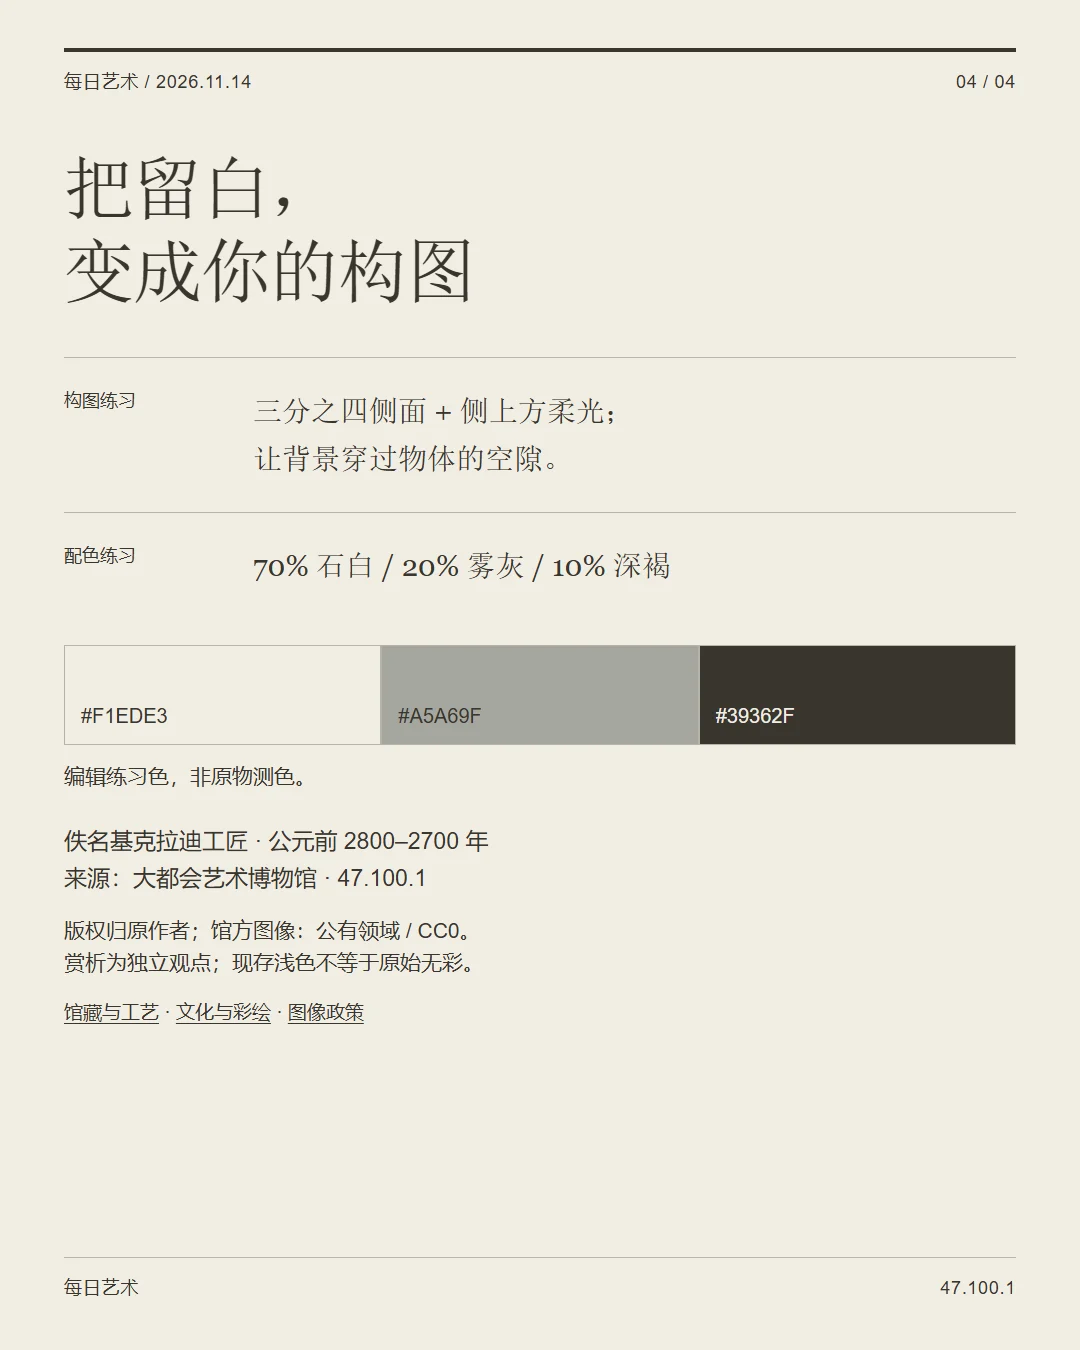 每日艺术 / 2026.11.14
04 / 04
把留白，
变成你的构图
构图练习
三分之四侧面 + 侧上方柔光；
让背景穿过物体的空隙。
配色练习
70% 石白 / 20% 雾灰 / 10% 深褐
#F1EDE3
#A5A69F
#39362F
编辑练习色，非原物测色。
佚名基克拉迪工匠 · 公元前 2800–2700 年
来源：大都会艺术博物馆 · 47.100.1
版权归原作者；馆方图像：公有领域 / CC0。
赏析为独立观点；现存浅色不等于原始无彩。
馆藏与工艺 · 文化与彩绘 · 图像政策
每日艺术
47.100.1